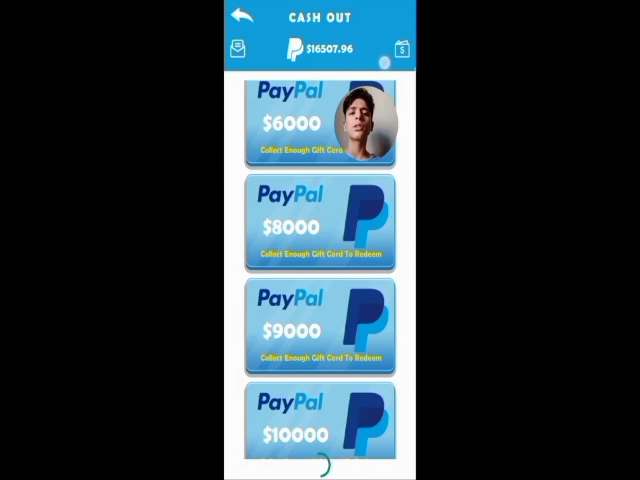 CASH OUT
$16507.96
PayPal
$6000
Collect Enough Gift Card
PayPal
$8000
Collect Enough Gift Card To Redeem
PayPal
$9000
Collect Enough Gift Card To Redeem
PayPal
$10000